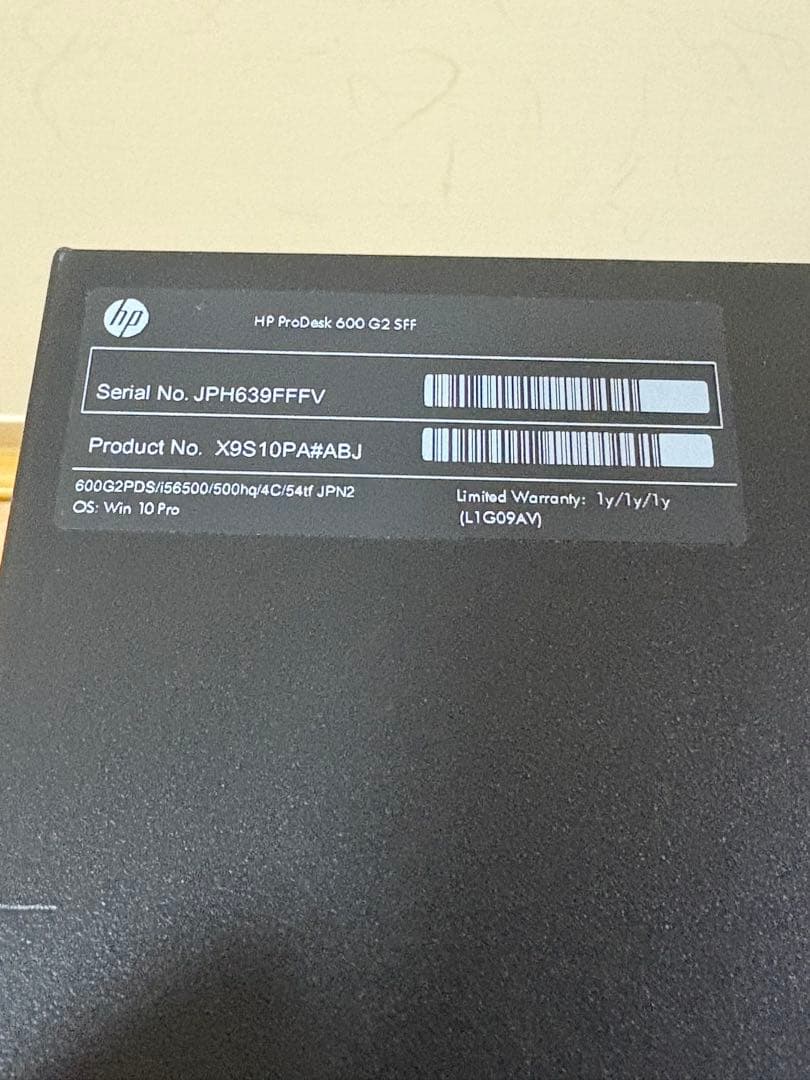 hp
HP ProDesk 600 G2 SFF
Serial No. JPH639FFFV
Product No. X9S10PA#ABJ
600G2PDS/i56500/500hq/4C/54tf JPN2
OS: Win 10 Pro
Limited Warranty: 1y/1y/1y
(L1G09AV)